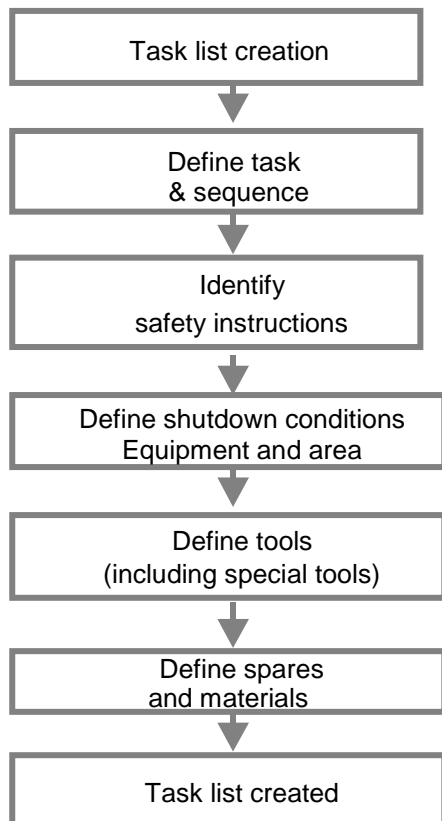 Task list creation
Define task
& sequence
Identify
safety instructions
Define shutdown conditions
Equipment and area
Define tools
(including special tools)
Define spares
and materials
Task list created